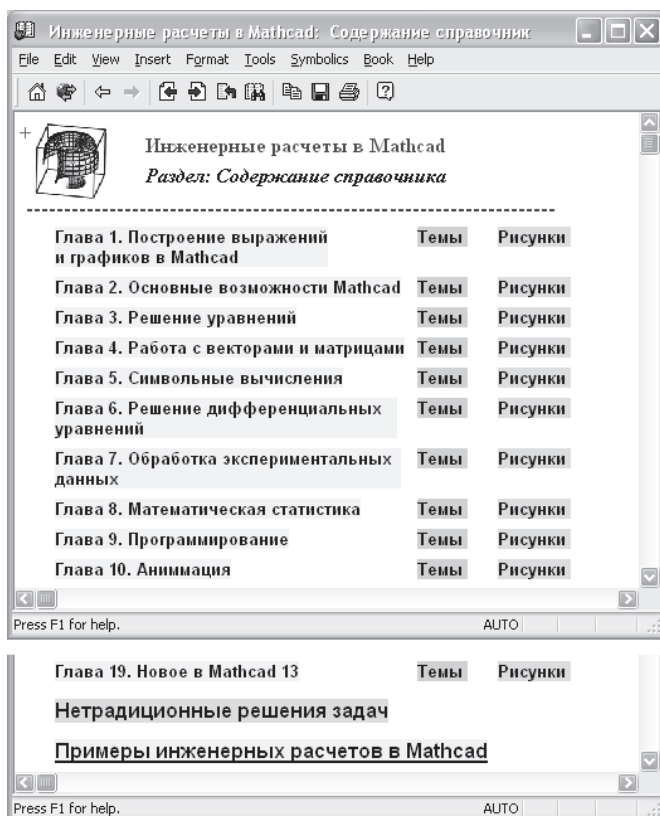 Инженерные расчеты в Mathcad: Содержание справочник
File Edit View Insert Format Tools Symbolics Book Help
Инженерные расчеты в Mathcad
Раздел: Содержание справочника
Глава 1. Построение выражений Темы Рисунки
и графиков в Mathcad
Глава 2. Основные возможности Mathcad Темы Рисунки
Глава 3. Решение уравнений Темы Рисунки
Глава 4. Работа с векторами и матрицами Темы Рисунки
Глава 5. Символьные вычисления Темы Рисунки
Глава 6. Решение дифференциальных Темы Рисунки
уравнений
Глава 7. Обработка экспериментальных Темы Рисунки
данных
Глава 8. Математическая статистика Темы Рисунки
Глава 9. Программирование Темы Рисунки
Глава 10. Аниммация Темы Рисунки
Press F1 for help. AUTO
Глава 19. Новое в Mathcad 13 Темы Рисунки
Нетрадиционные решения задач
Примеры инженерных расчетов в Mathcad
Press F1 for help. AUTO